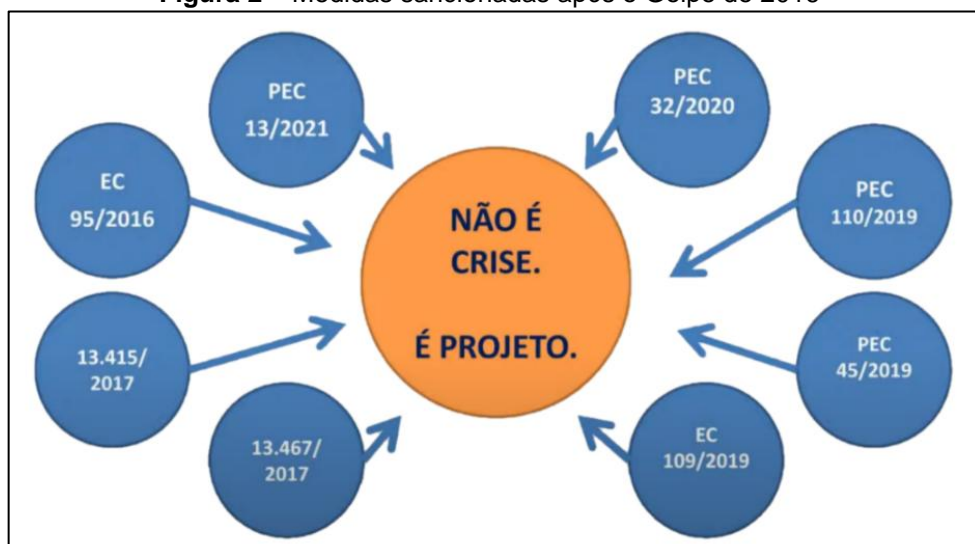 Figura 2 – Medidas sancionadas após o Golpe de 2016
PEC
13/2021
PEC
32/2020
EC
95/2016
PEC
110/2019
NÃO É
CRISE.
É PROJETO.
13.415/
2017
PEC
45/2019
13.467/
2017
EC
109/2019